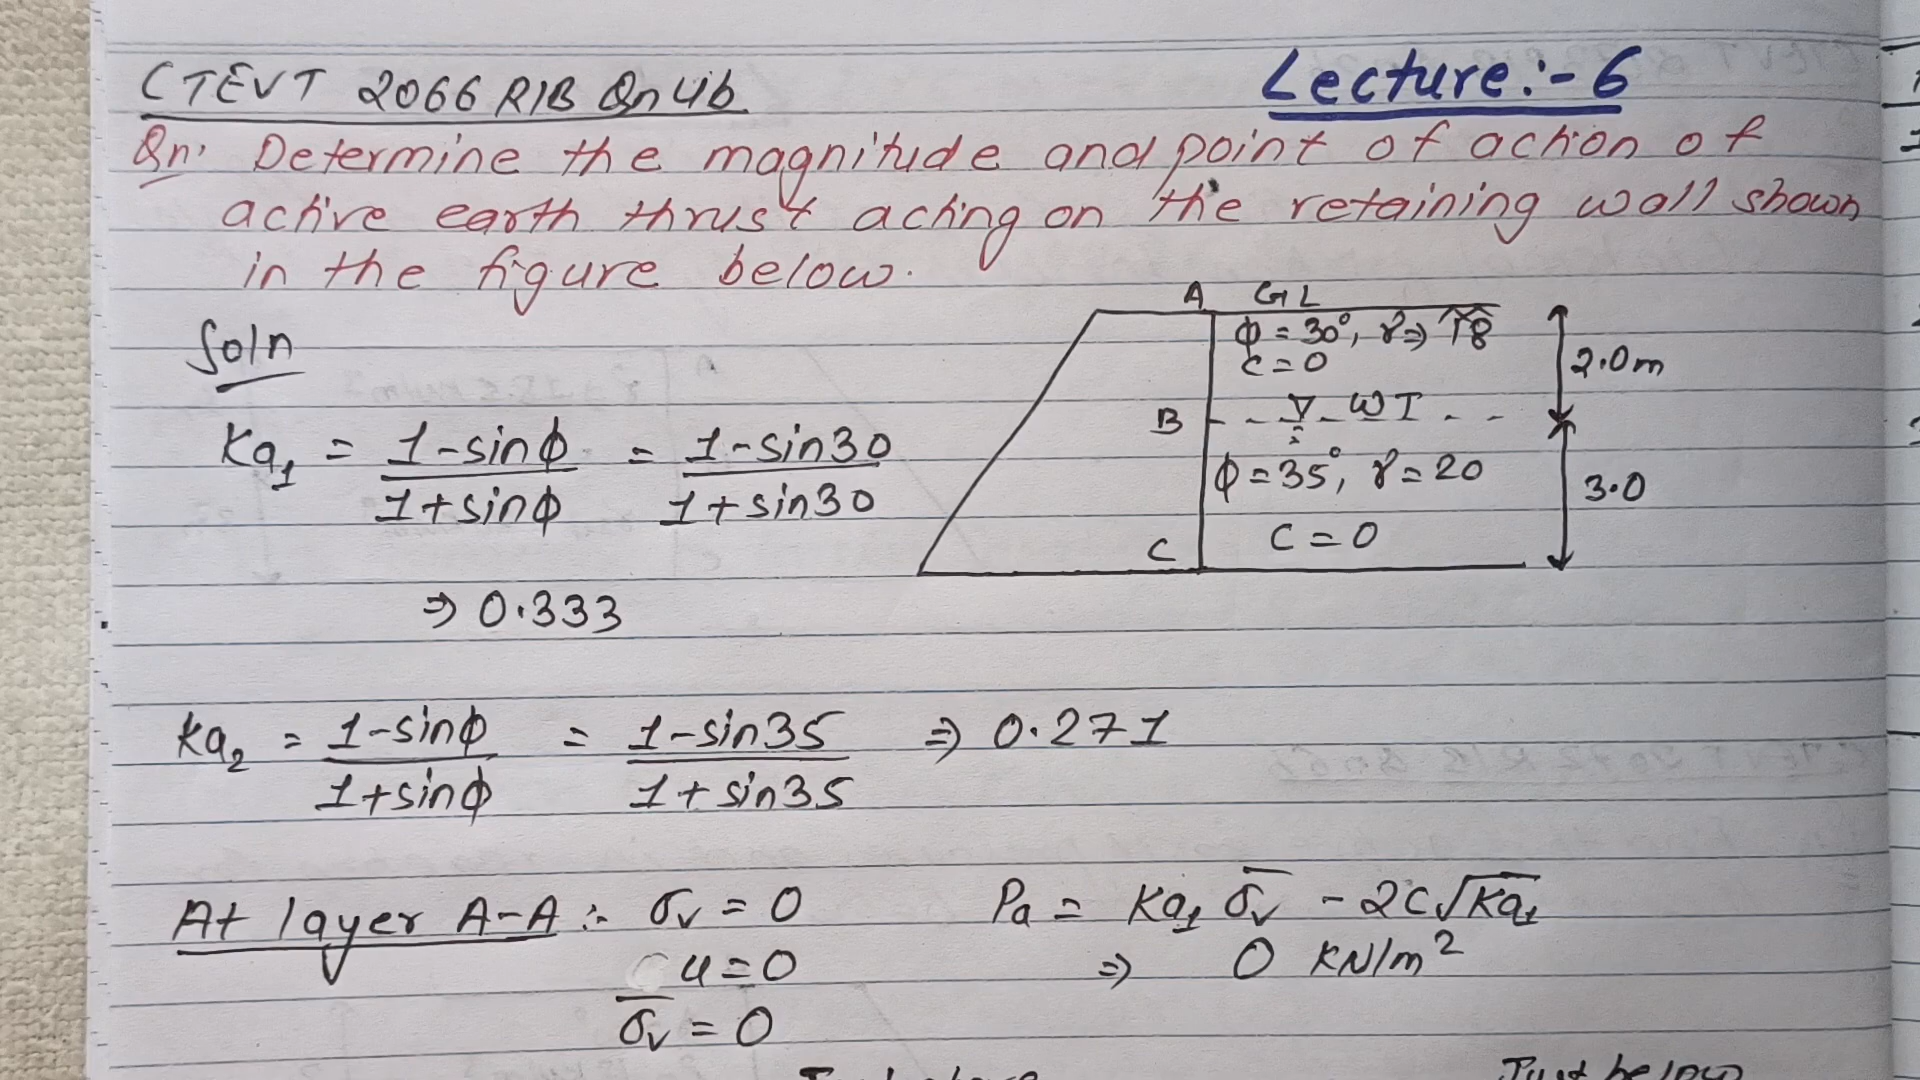 CTEVT 2066 R/B Qn 4b
Lecture:- 6
Qn. Determine the magnitude and point of action of
active earth thrust acting on the retaining wall shown
in the figure below.
Soln
A GL
ϕ = 30°, γ ⇒ 18
C = 0
2.0m
B ∇ WT
ϕ = 35°, γ = 20
3.0
C = 0
C
Ka₁ = (1-sinϕ)/(1+sinϕ) = (1-sin30)/(1+sin30)
⇒ 0.333
Ka₂ = (1-sinϕ)/(1+sinϕ) = (1-sin35)/(1+sin35) ⇒ 0.271
At layer A-A :- σv = 0 Pa = Ka₁ σ̅v - 2C√Ka₁
u = 0 ⇒ 0 KN/m²
σ̅v = 0
Just below